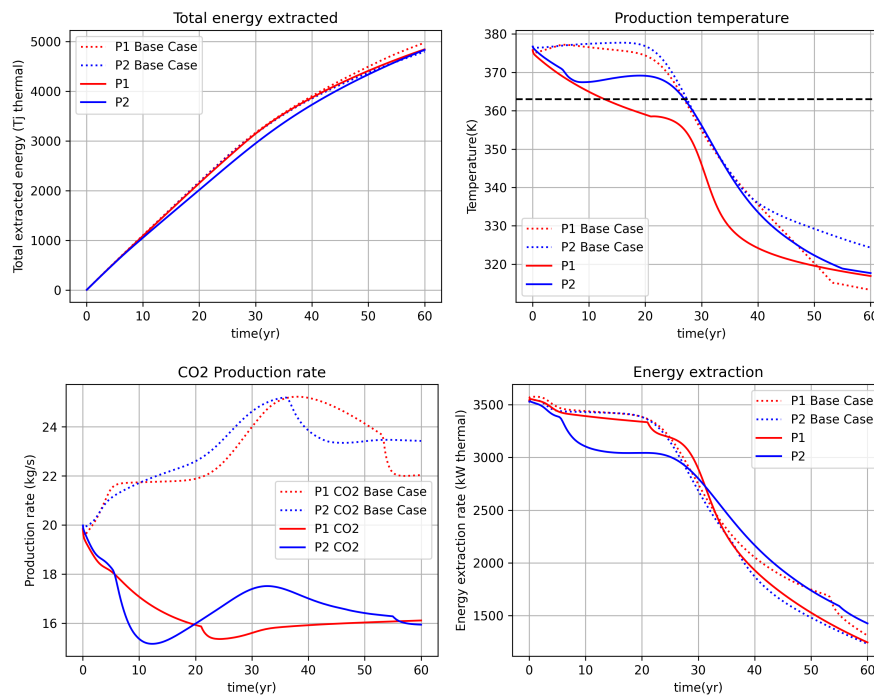 Total energy extracted
Total extracted energy (Tj thermal)
5000
4000
3000
2000
1000
0
P1 Base Case
P2 Base Case
P1
P2
0 10 20 30 40 50 60
time(yr)
Production temperature
Temperature(K)
380
370
360
350
340
330
320
P1 Base Case
P2 Base Case
P1
P2
0 10 20 30 40 50 60
time(yr)
CO2 Production rate
Production rate (kg/s)
24
22
20
18
16
P1 CO2 Base Case
P2 CO2 Base Case
P1 CO2
P2 CO2
0 10 20 30 40 50 60
time(yr)
Energy extraction
Energy extraction rate (kW thermal)
3500
3000
2500
2000
1500
P1 Base Case
P2 Base Case
P1
P2
0 10 20 30 40 50 60
time(yr)